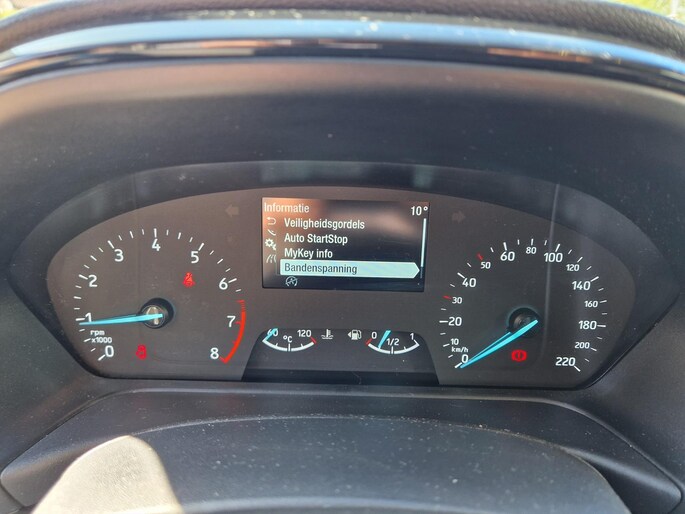 Informatie 10°
Veiligheidsgordels
Auto StartStop
MyKey info
Bandenspanning
0 1 2 3 4 5 6 7 8
rpm
x1000
60 °C 120
0 1/2 1
0 10 20 30 40 50 60 80 100 120 140 160 180 200 220
km/h